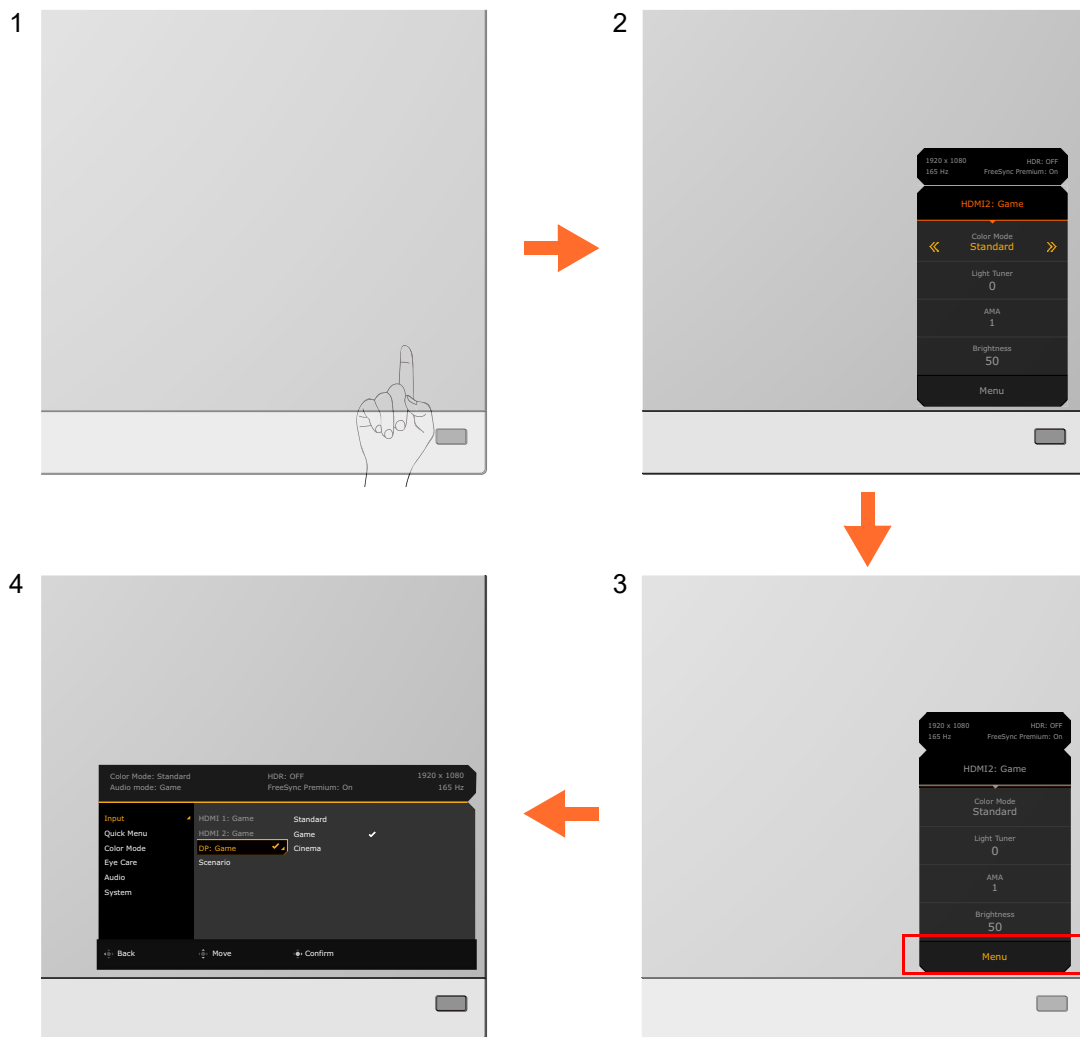 1
2
1920 x 1080 HDR: OFF
165 Hz FreeSync Premium: On
HDMI2: Game
Color Mode
Standard
Light Tuner
0
AMA
1
Brightness
50
Menu
3
1920 x 1080 HDR: OFF
165 Hz FreeSync Premium: On
HDMI2: Game
Color Mode
Standard
Light Tuner
0
AMA
1
Brightness
50
Menu
4
Color Mode: Standard HDR: OFF 1920 x 1080
Audio mode: Game FreeSync Premium: On 165 Hz
Input HDMI 1: Game Standard
Quick Menu HDMI 2: Game Game
Color Mode DP: Game Cinema
Eye Care Scenario
Audio
System
Back Move Confirm